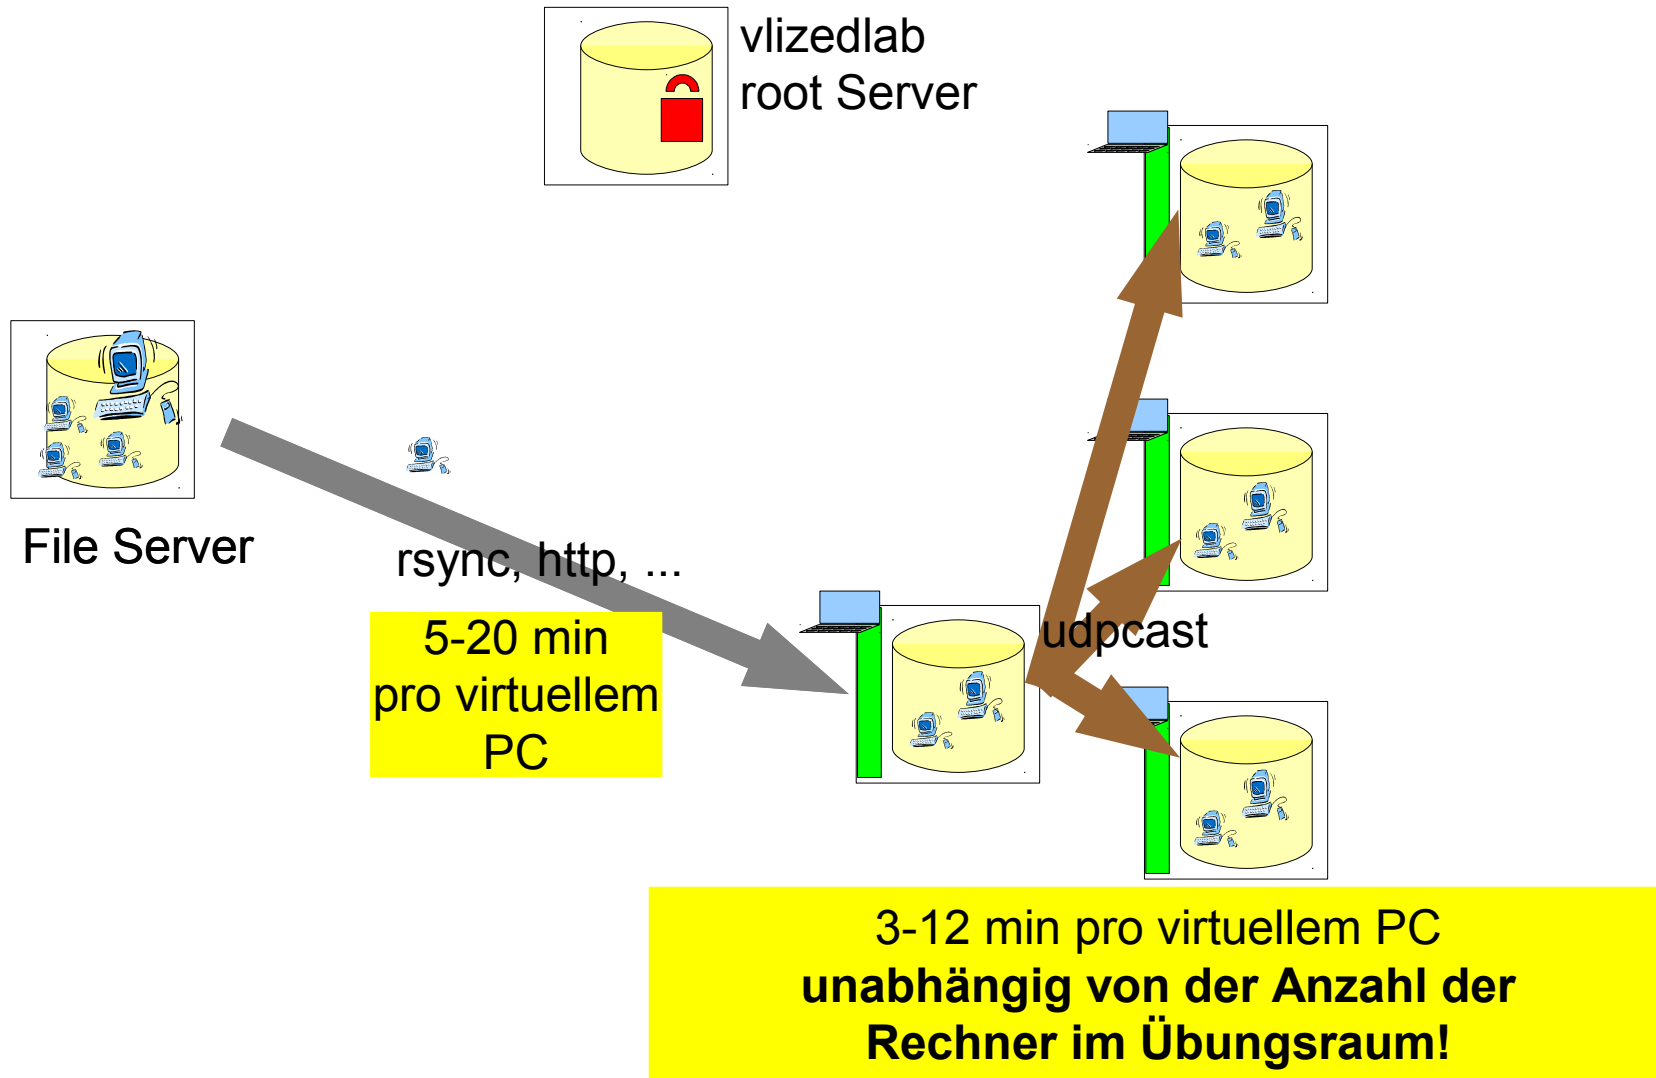 vlizedlab
root Server
File Server
rsync, http, ...
5-20 min
pro virtuellem
PC
udpcast
3-12 min pro virtuellem PC
unabhängig von der Anzahl der
Rechner im Übungsraum!